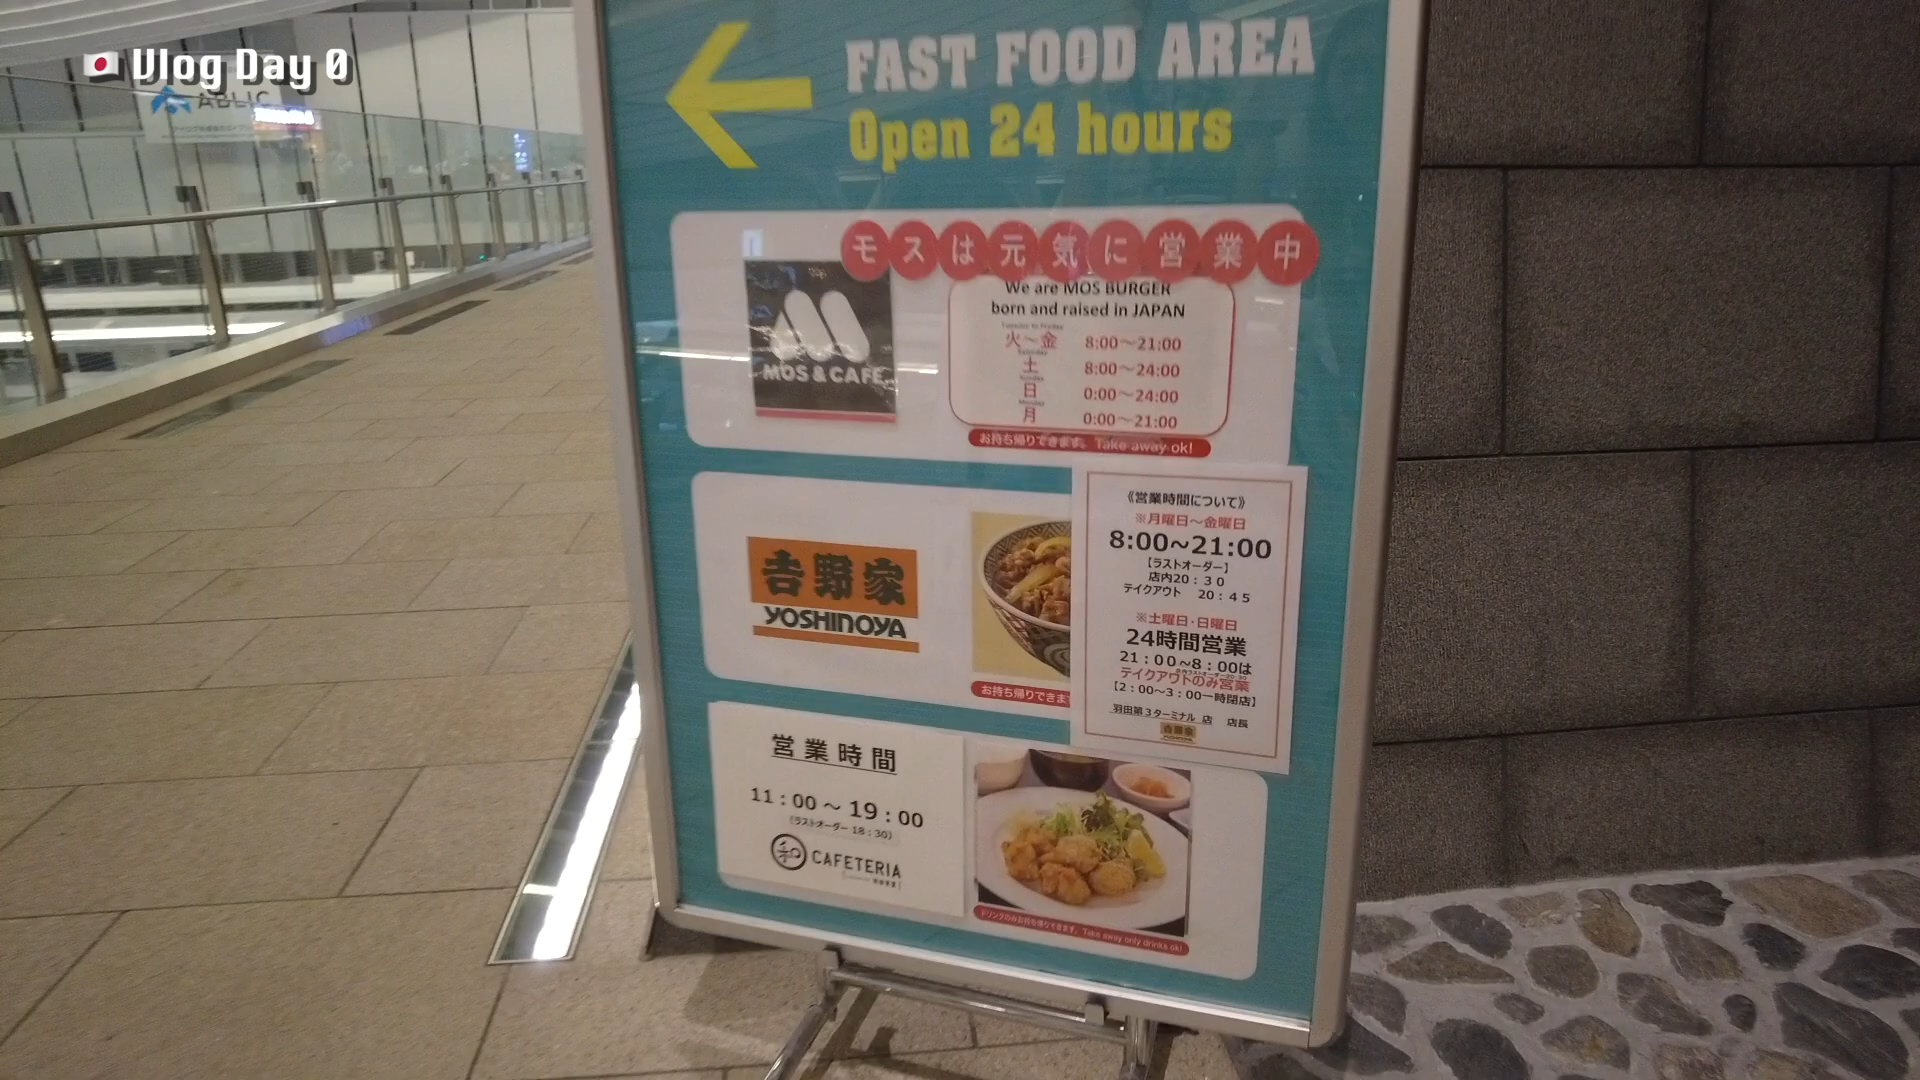 Vlog Day 0
ABLIC
FAST FOOD AREA
Open 24 hours
モスは元気に営業中
We are MOS BURGER
born and raised in JAPAN
Tuesday to Friday
火～金 8:00～21:00
Saturday
土 8:00～24:00
Sunday
日 0:00～24:00
Monday
月 0:00～21:00
お持ち帰りできます。 Take away ok!
MOS & CAFE
吉野家
YOSHINOYA
お持ち帰りできます
《営業時間について》
※月曜日～金曜日
8:00~21:00
【ラストオーダー】
店内20：30
テイクアウト 20：45
※土曜日・日曜日
24時間営業
21：00~8：00は
テイクアウトのみ営業
【2：00～3：00一時閉店】
羽田第3ターミナル 店 店長
吉野家
YOSHINOYA
営業時間
11：00 ～ 19：00
(ラストオーダー 18：30)
和 CAFETERIA
ドリンクのみお持ち帰りできます。Take away only drinks ok!